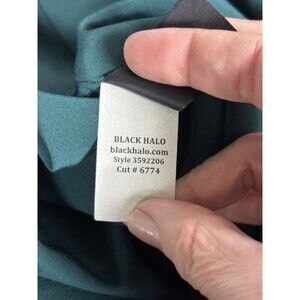 BLACK HALO
blackhalo.com
Style 3592206
Cut # 6774